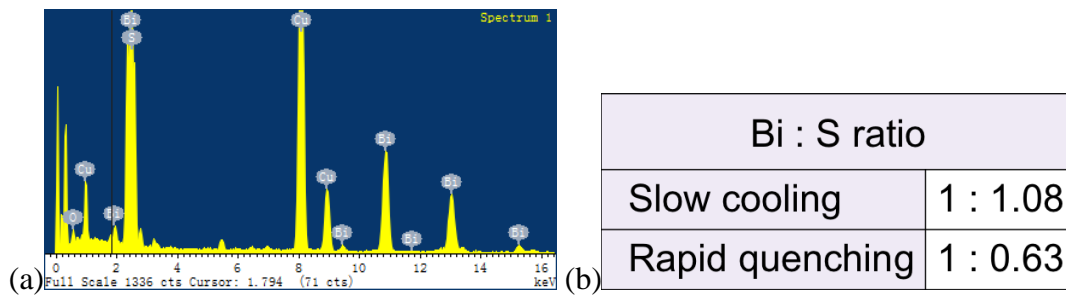 Spectrum 1
Bi
S
Cu
Cu
O
Bi
Cu
Bi
Bi
Bi
Bi
Bi
0 2 4 6 8 10 12 14 16
Full Scale 1336 cts Cursor: 1.794 (71 cts) keV
(a)
(b)
Bi : S ratio
Slow cooling 1 : 1.08
Rapid quenching 1 : 0.63